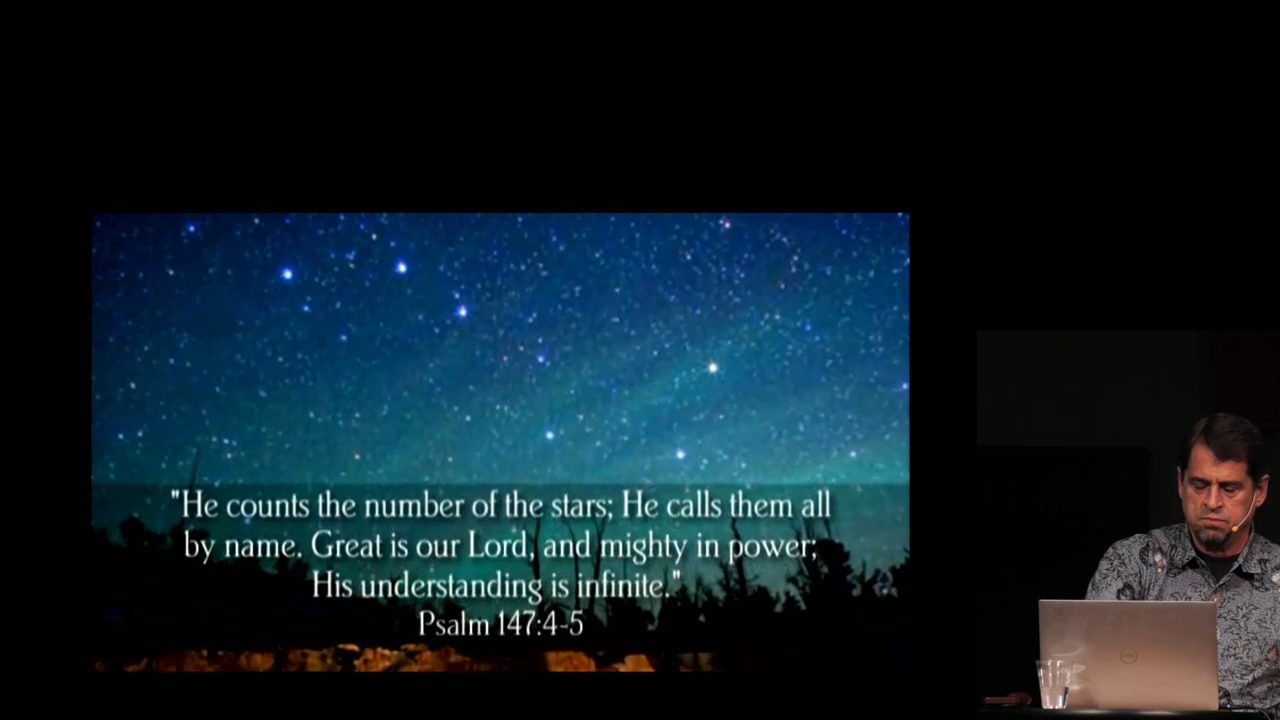 "He counts the number of the stars; He calls them all
by name. Great is our Lord, and mighty in power;
His understanding is infinite."
Psalm 147:4-5
DELL